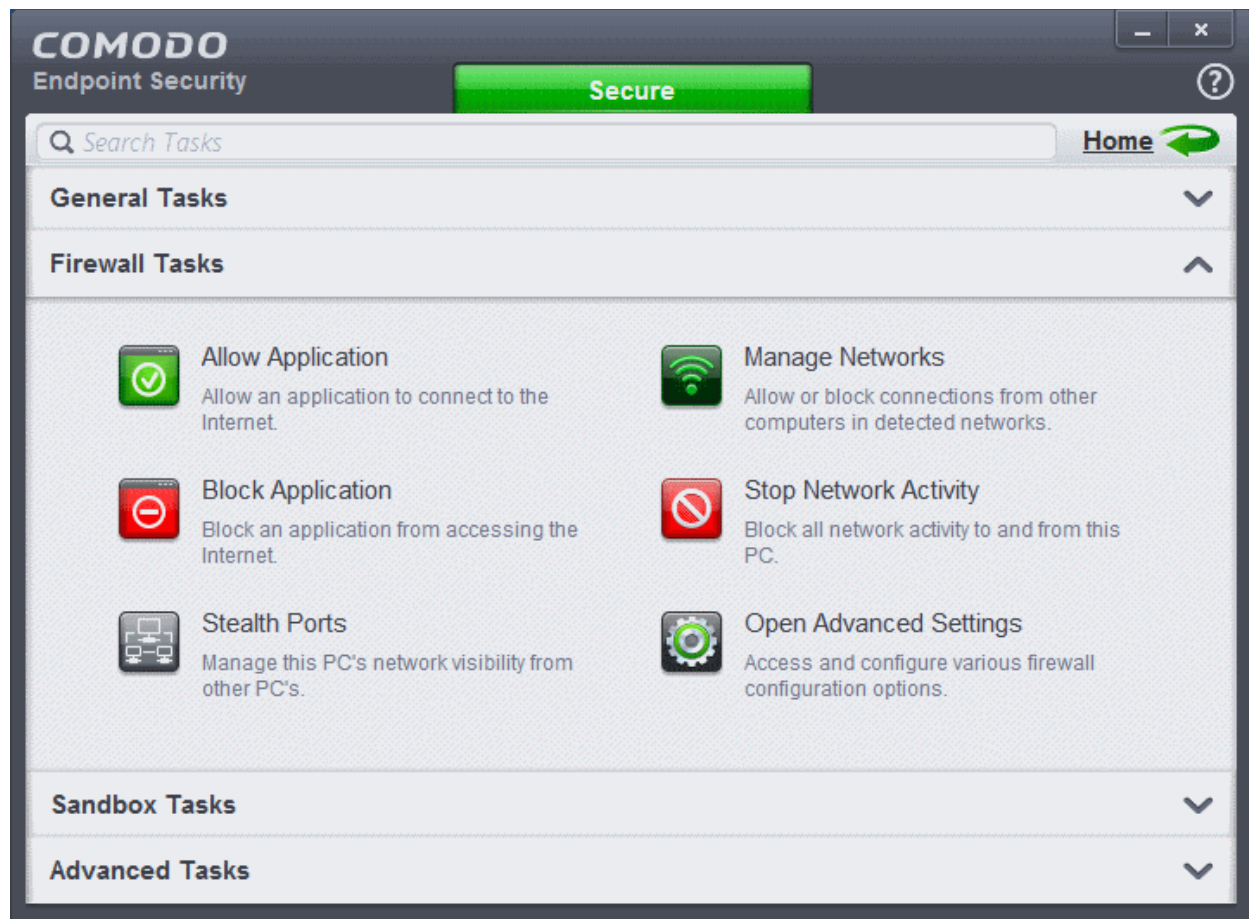 COMODO
Endpoint Security
Secure
Search Tasks
Home
General Tasks
Firewall Tasks
Allow Application
Allow an application to connect to the
Internet.
Manage Networks
Allow or block connections from other
computers in detected networks.
Block Application
Block an application from accessing the
Internet.
Stop Network Activity
Block all network activity to and from this
PC.
Stealth Ports
Manage this PC's network visibility from
other PC's.
Open Advanced Settings
Access and configure various firewall
configuration options.
Sandbox Tasks
Advanced Tasks